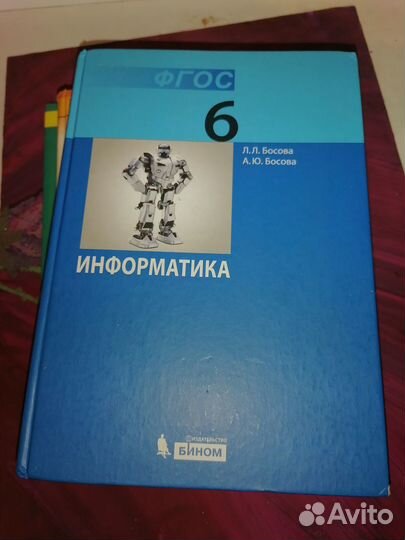 ФГОС
6
Л.Л. Босова
А.Ю. Босова
ИНФОРМАТИКА
ИЗДАТЕЛЬСТВО
БИНОМ
Avito